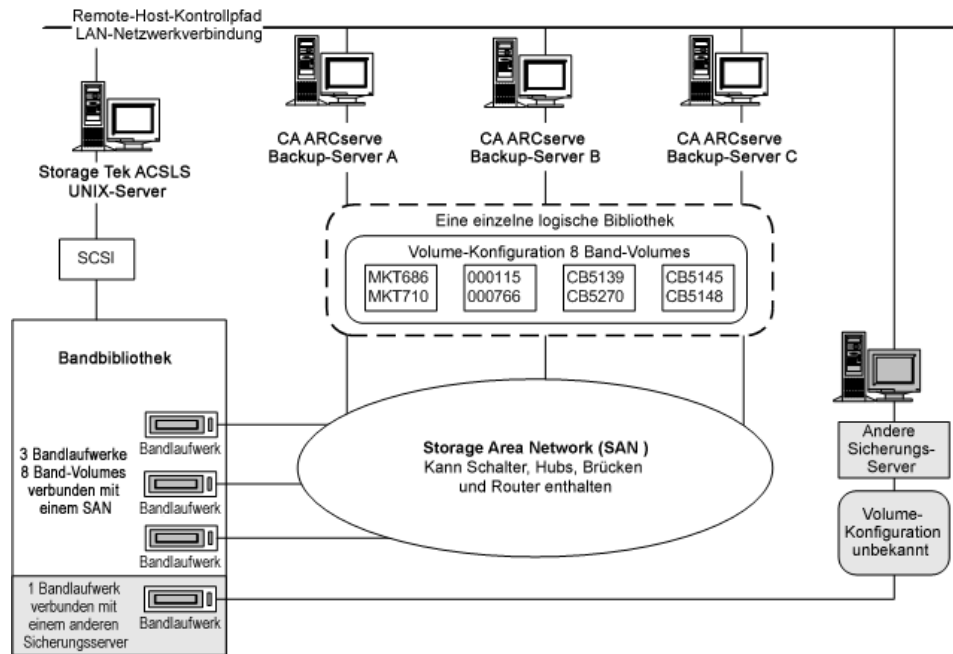 Remote-Host-Kontrollpfad
LAN-Netzwerkverbindung
Storage Tek ACSLS
UNIX-Server
CA ARCserve
Backup-Server A
CA ARCserve
Backup-Server B
CA ARCserve
Backup-Server C
Eine einzelne logische Bibliothek
Volume-Konfiguration 8 Band-Volumes
MKT686
MKT710
000115
000766
CB5139
CB5270
CB5145
CB5148
SCSI
Bandbibliothek
3 Bandlaufwerke
8 Band-Volumes
verbunden mit
einem SAN
Bandlaufwerk
Bandlaufwerk
Bandlaufwerk
1 Bandlaufwerk
verbunden mit
einem anderen
Sicherungsserver
Bandlaufwerk
Storage Area Network (SAN )
Kann Schalter, Hubs, Brücken
und Router enthalten
Andere
Sicherungs-
Server
Volume-
Konfiguration
unbekannt